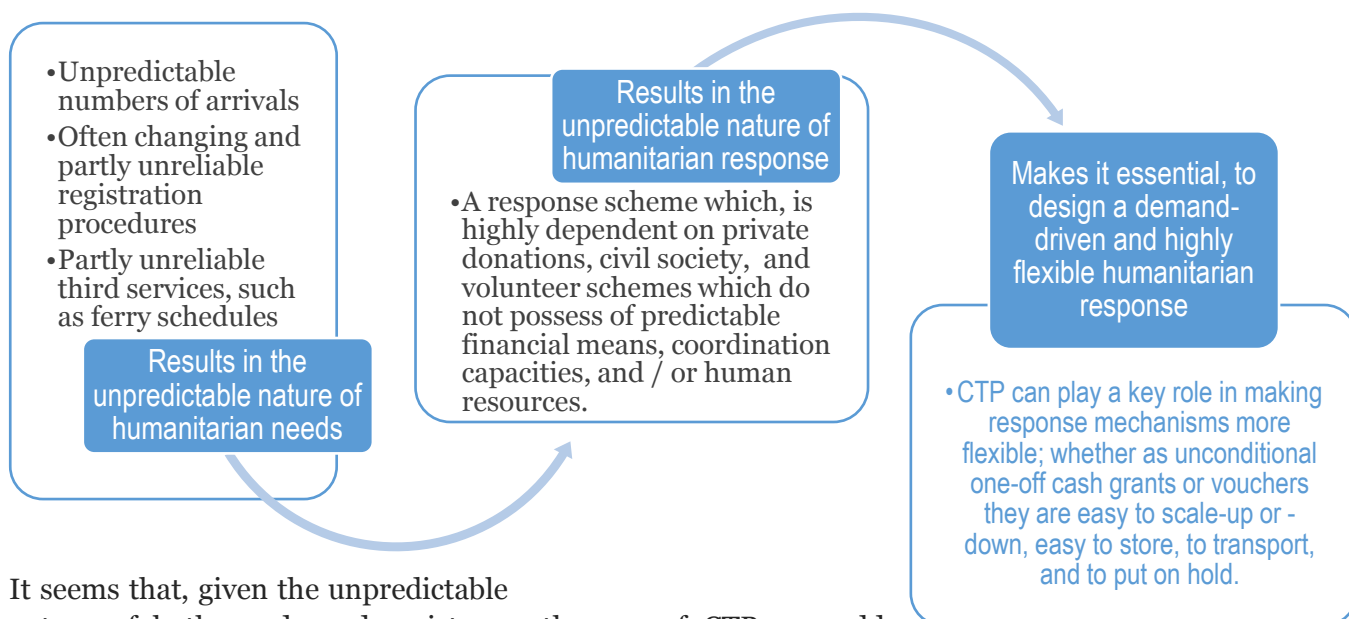 •Unpredictable
numbers of arrivals
•Often changing and
partly unreliable
registration
procedures
•Partly unreliable
third services, such
as ferry schedules
Results in the
unpredictable nature of
humanitarian needs
Results in the
unpredictable nature of
humanitarian response
•A response scheme which, is
highly dependent on private
donations, civil society, and
volunteer schemes which do
not possess of predictable
financial means, coordination
capacities, and / or human
resources.
Makes it essential, to
design a demand-
driven and highly
flexible humanitarian
response
•CTP can play a key role in making
response mechanisms more
flexible; whether as unconditional
one-off cash grants or vouchers
they are easy to scale-up or -
down, easy to store, to transport,
and to put on hold.
It seems that, given the unpredictable